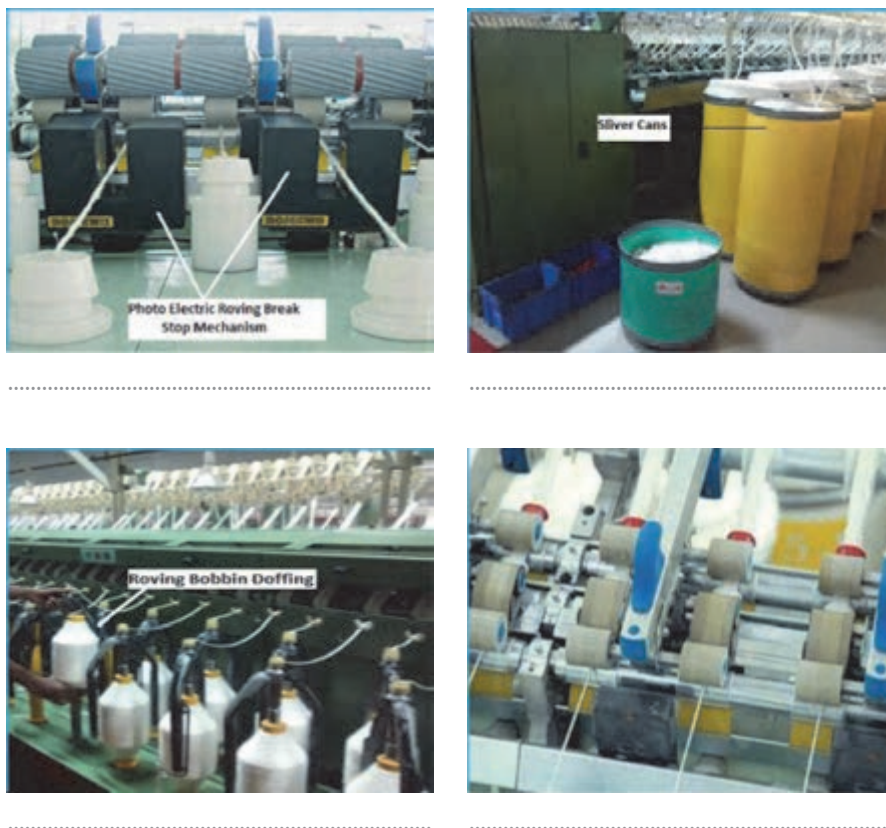 Photo Electric Roving Break
Stop Mechanism
Sliver Cans
Roving Bobbin Doffing